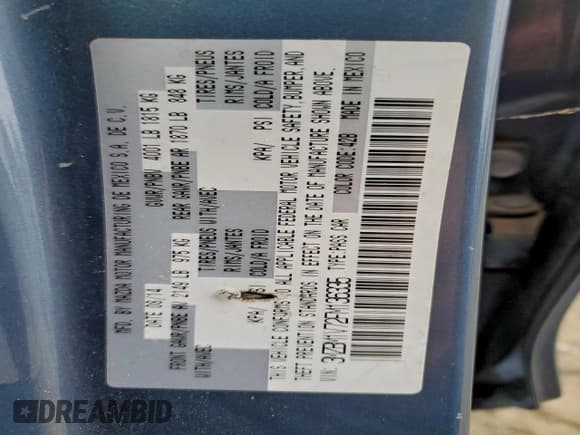 MFD. BY MAZDA MOTOR MANUFACTURING DE MEXICO S.A. DE C.V.
DATE GVWR/PNBV 4001 LB 1815 KG
FRONT GAWR/PNBE AV 2149 LB 975 KG REAR GAWR/PNBE AR 1870 LB 848 KG
WITH/AVEC TIRES/PNEUS WITH/AVEC TIRES/PNEUS
RIMS/JANTES RIMS/JANTES
KPA/ PSI COLD/A FROID KPA/ PSI COLD/A FROID
THIS VEHICLE CONFORMS TO ALL APPLICABLE FEDERAL MOTOR VEHICLE SAFETY, BUMPER, AND
THEFT PREVENTION STANDARDS IN EFFECT ON THE DATE OF MANUFACTURE SHOWN ABOVE.
VIN: TYPE:PASS CAR COLOR CODE:42B MADE IN MEXICO
DREAMBID